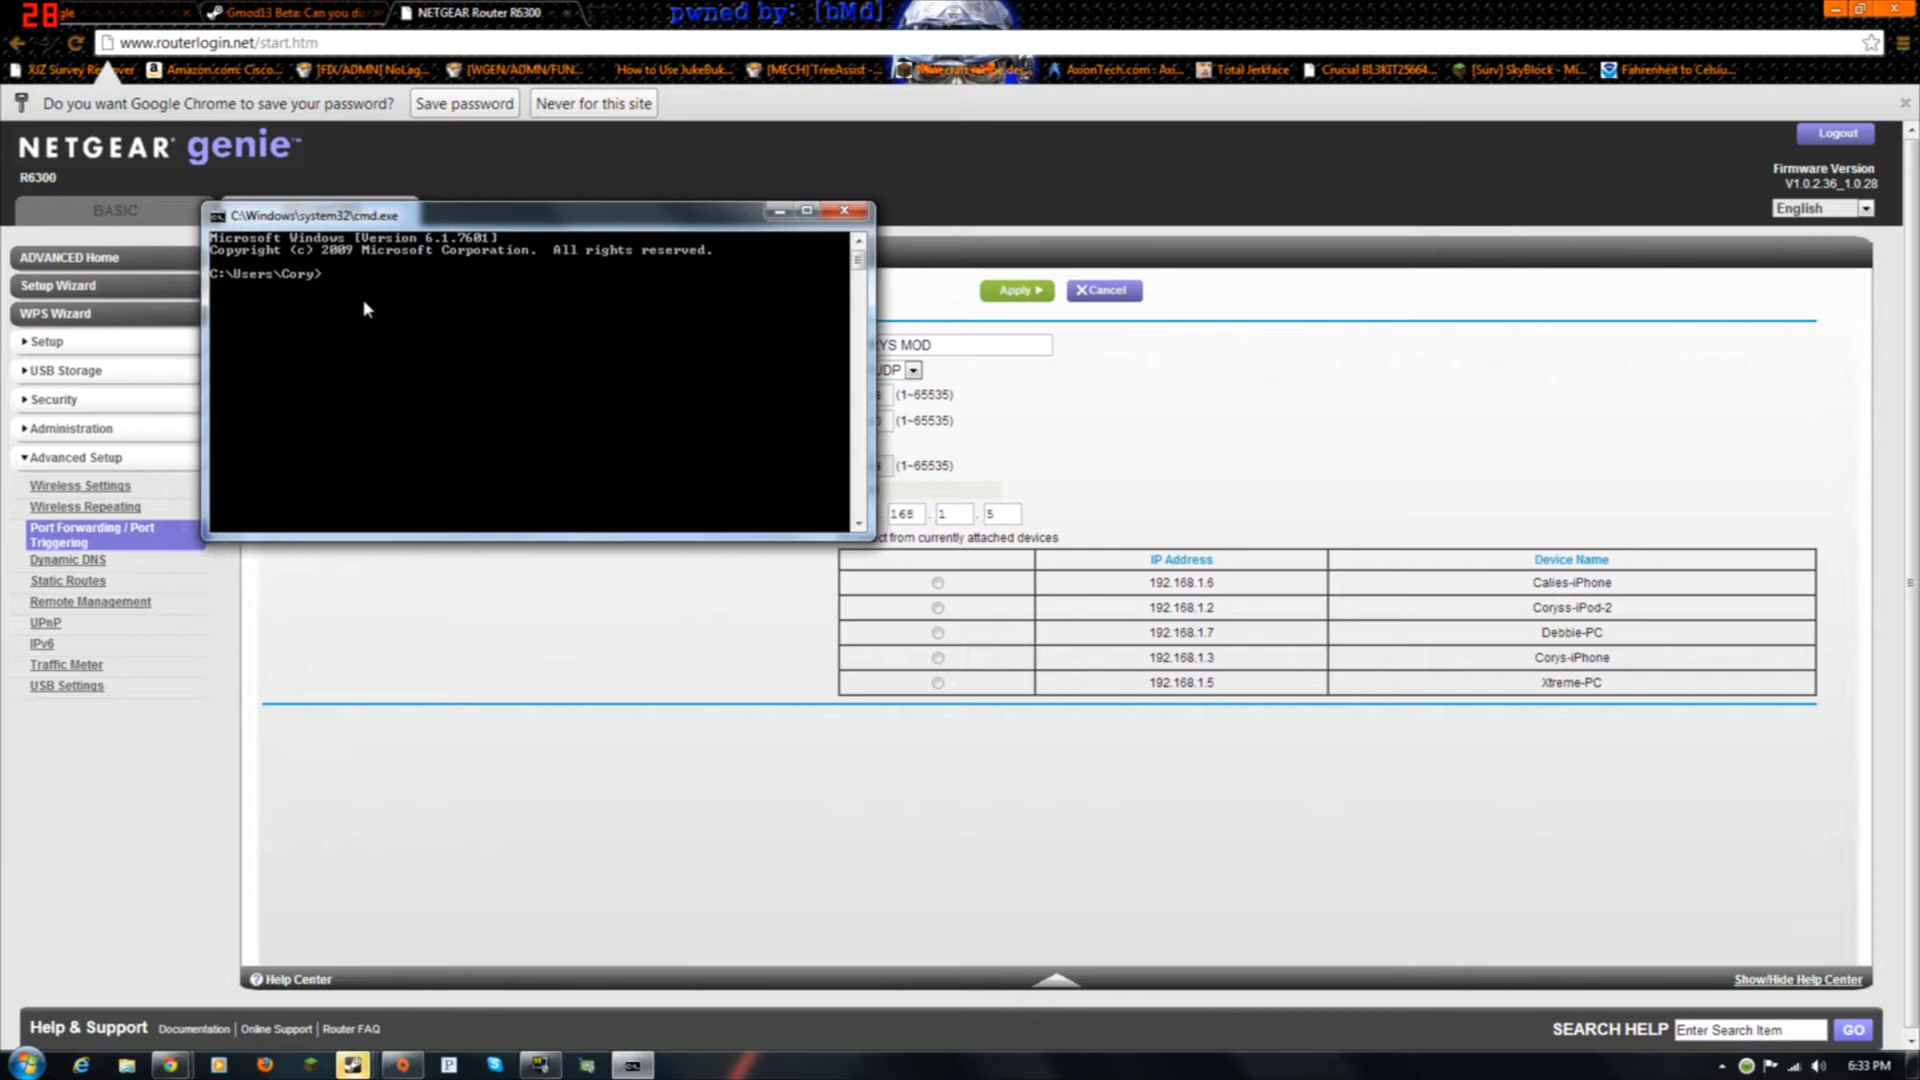 28
gle
Gmod13 Beta: Can you dis
NETGEAR Router R6300
pwned by: [bMd]
www.routerlogin.net/start.htm
XJZ Survey Remover
Amazon.com: Cisco...
[FIX/ADMN] NoLag...
[WGEN/ADMN/FUN...
How to Use JukeBuk...
[MECH] TreeAssist -...
AxionTech.com : Axi...
Total Jerkface
Crucial BL3KIT25664...
[Surv] SkyBlock - Mi...
Fahrenheit to Celsiu...
Do you want Google Chrome to save your password?
Save password
Never for this site
NETGEAR genie
Logout
R6300
Firmware Version
V1.0.2.36_1.0.28
English
BASIC
C:\Windows\system32\cmd.exe
Microsoft Windows [Version 6.1.7601]
Copyright (c) 2009 Microsoft Corporation.  All rights reserved.
C:\Users\Cory>
ADVANCED Home
Setup Wizard
WPS Wizard
Setup
USB Storage
Security
Administration
Advanced Setup
Wireless Settings
Wireless Repeating
Port Forwarding / Port
Triggering
Dynamic DNS
Static Routes
Remote Management
UPnP
IPv6
Traffic Meter
USB Settings
Apply
Cancel
YS MOD
UDP
(1~65535)
(1~65535)
(1~65535)
168 . 1 . 5
ct from currently attached devices
IP Address Device Name
192.168.1.6 Calies-iPhone
192.168.1.2 Coryss-iPod-2
192.168.1.7 Debbie-PC
192.168.1.3 Corys-iPhone
192.168.1.5 Xtreme-PC
Help Center
Show/Hide Help Center
Help & Support
Documentation | Online Support | Router FAQ
SEARCH HELP
Enter Search Item
GO
6:33 PM